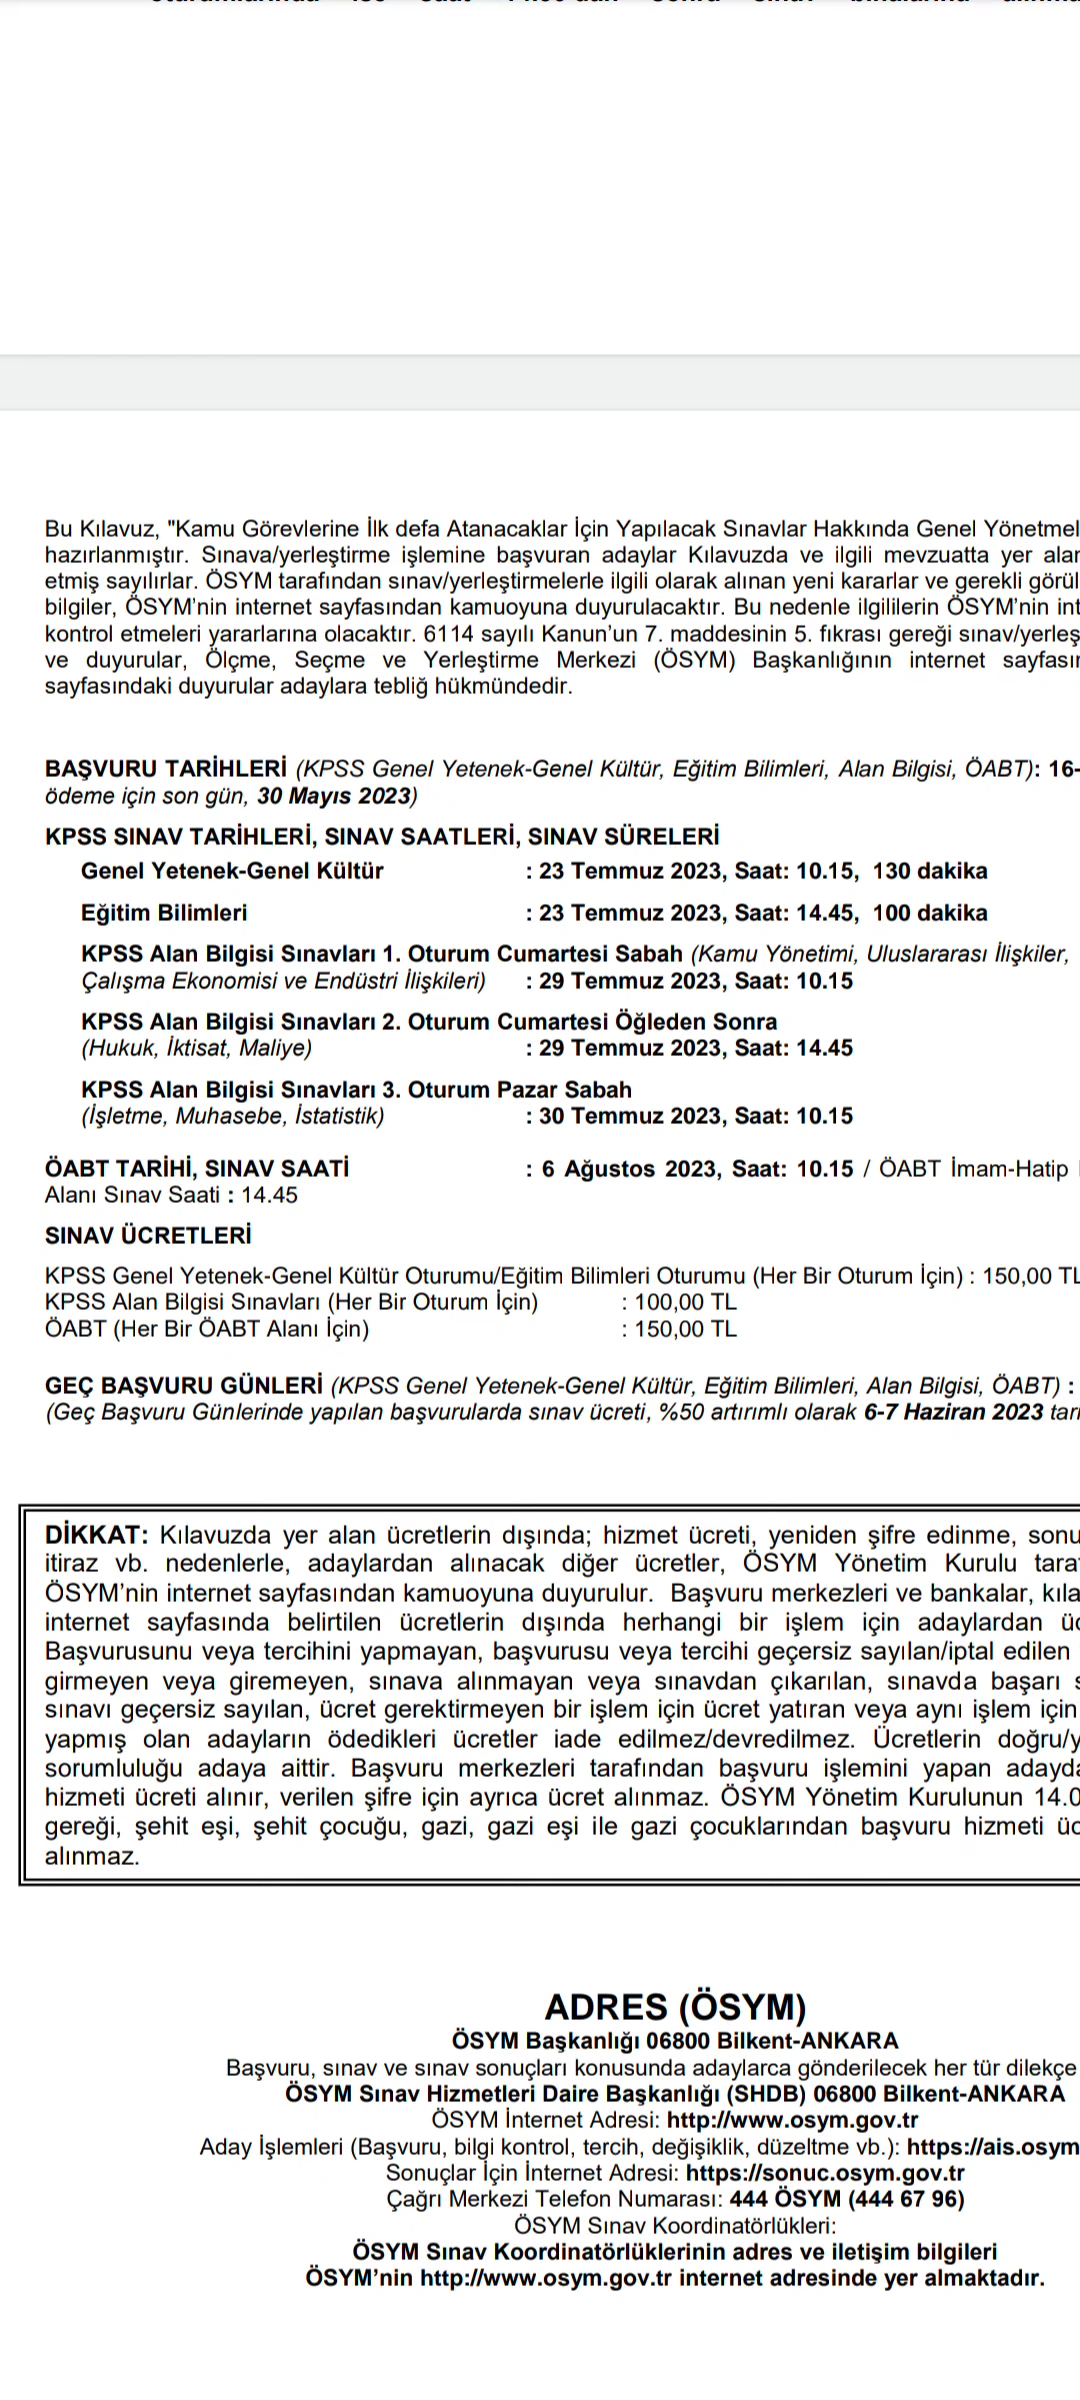 Bu Kılavuz, "Kamu Görevlerine İlk defa Atanacaklar İçin Yapılacak Sınavlar Hakkında Genel Yönetmel
hazırlanmıştır. Sınava/yerleştirme işlemine başvuran adaylar Kılavuzda ve ilgili mevzuatta yer alar
etmiş sayılırlar. ÖSYM tarafından sınav/yerleştirmelerle ilgili olarak alınan yeni kararlar ve gerekli görül
bilgiler, ÖSYM’nin internet sayfasından kamuoyuna duyurulacaktır. Bu nedenle ilgililerin ÖSYM’nin int
kontrol etmeleri yararlarına olacaktır. 6114 sayılı Kanun’un 7. maddesinin 5. fıkrası gereği sınav/yerleş
ve duyurular, Ölçme, Seçme ve Yerleştirme Merkezi (ÖSYM) Başkanlığının internet
sayfasındaki duyurular adaylara tebliğ hükmündedir.
BAŞVURU TARİHLERİ (KPSS Genel Yetenek-Genel Kültür, Eğitim Bilimleri, Alan Bilgisi, ÖABT): 16-
ödeme için son gün, 30 Mayıs 2023)
KPSS SINAV TARİHLERİ, SINAV SAATLERİ, SINAV SÜRELERİ
Genel Yetenek-Genel Kültür : 23 Temmuz 2023, Saat: 10.15, 130 dakika
Eğitim Bilimleri : 23 Temmuz 2023, Saat: 14.45, 100 dakika
KPSS Alan Bilgisi Sınavları 1. Oturum Cumartesi Sabah (Kamu Yönetimi, Uluslararası İlişkiler,
Çalışma Ekonomisi ve Endüstri İlişkileri) : 29 Temmuz 2023, Saat: 10.15
KPSS Alan Bilgisi Sınavları 2. Oturum Cumartesi Öğleden Sonra
(Hukuk, İktisat, Maliye) : 29 Temmuz 2023, Saat: 14.45
KPSS Alan Bilgisi Sınavları 3. Oturum Pazar Sabah
(İşletme, Muhasebe, İstatistik) : 30 Temmuz 2023, Saat: 10.15
ÖABT TARİHİ, SINAV SAATİ : 6 Ağustos 2023, Saat: 10.15 / ÖABT İmam-Hatip
Alanı Sınav Saati : 14.45
SINAV ÜCRETLERİ
KPSS Genel Yetenek-Genel Kültür Oturumu/Eğitim Bilimleri Oturumu (Her Bir Oturum İçin) : 150,00 TL
KPSS Alan Bilgisi Sınavları (Her Bir Oturum İçin) : 100,00 TL
ÖABT (Her Bir ÖABT Alanı İçin) : 150,00 TL
GEÇ BAŞVURU GÜNLERİ (KPSS Genel Yetenek-Genel Kültür, Eğitim Bilimleri, Alan Bilgisi, ÖABT) :
(Geç Başvuru Günlerinde yapılan başvurularda sınav ücreti, %50 artırımlı olarak 6-7 Haziran 2023 tari
DİKKAT: Kılavuzda yer alan ücretlerin dışında; hizmet ücreti, yeniden şifre edinme, sonu
itiraz vb. nedenlerle, adaylardan alınacak diğer ücretler, ÖSYM Yönetim Kurulu taraf
ÖSYM’nin internet sayfasından kamuoyuna duyurulur. Başvuru merkezleri ve bankalar, kıla
internet sayfasında belirtilen ücretlerin dışında herhangi bir işlem için adaylardan üc
Başvurusunu veya tercihini yapmayan, başvurusu veya tercihi geçersiz sayılan/iptal edilen
girmeyen veya giremeyen, sınava alınmayan veya sınavdan çıkarılan, sınavda başarı s
sınavı geçersiz sayılan, ücret gerektirmeyen bir işlem için ücret yatıran veya aynı işlem için
yapmış olan adayların ödedikleri ücretler iade edilmez/devredilmez. Ücretlerin doğru/y
sorumluluğu adaya aittir. Başvuru merkezleri tarafından başvuru işlemini yapan adayda
hizmeti ücreti alınır, verilen şifre için ayrıca ücret alınmaz. ÖSYM Yönetim Kurulunun 14.0
gereği, şehit eşi, şehit çocuğu, gazi, gazi eşi ile gazi çocuklarından başvuru hizmeti üc
alınmaz.
ADRES (ÖSYM)
ÖSYM Başkanlığı 06800 Bilkent-ANKARA
Başvuru, sınav ve sınav sonuçları konusunda adaylarca gönderilecek her tür dilekçe
ÖSYM Sınav Hizmetleri Daire Başkanlığı (SHDB) 06800 Bilkent-ANKARA
ÖSYM İnternet Adresi: http://www.osym.gov.tr
Aday İşlemleri (Başvuru, bilgi kontrol, tercih, değişiklik, düzeltme vb.): https://ais.osym
Sonuçlar İçin İnternet Adresi: https://sonuc.osym.gov.tr
Çağrı Merkezi Telefon Numarası: 444 ÖSYM (444 67 96)
ÖSYM Sınav Koordinatörlükleri:
ÖSYM Sınav Koordinatörlüklerinin adres ve iletişim bilgileri
ÖSYM’nin http://www.osym.gov.tr internet adresinde yer almaktadır.